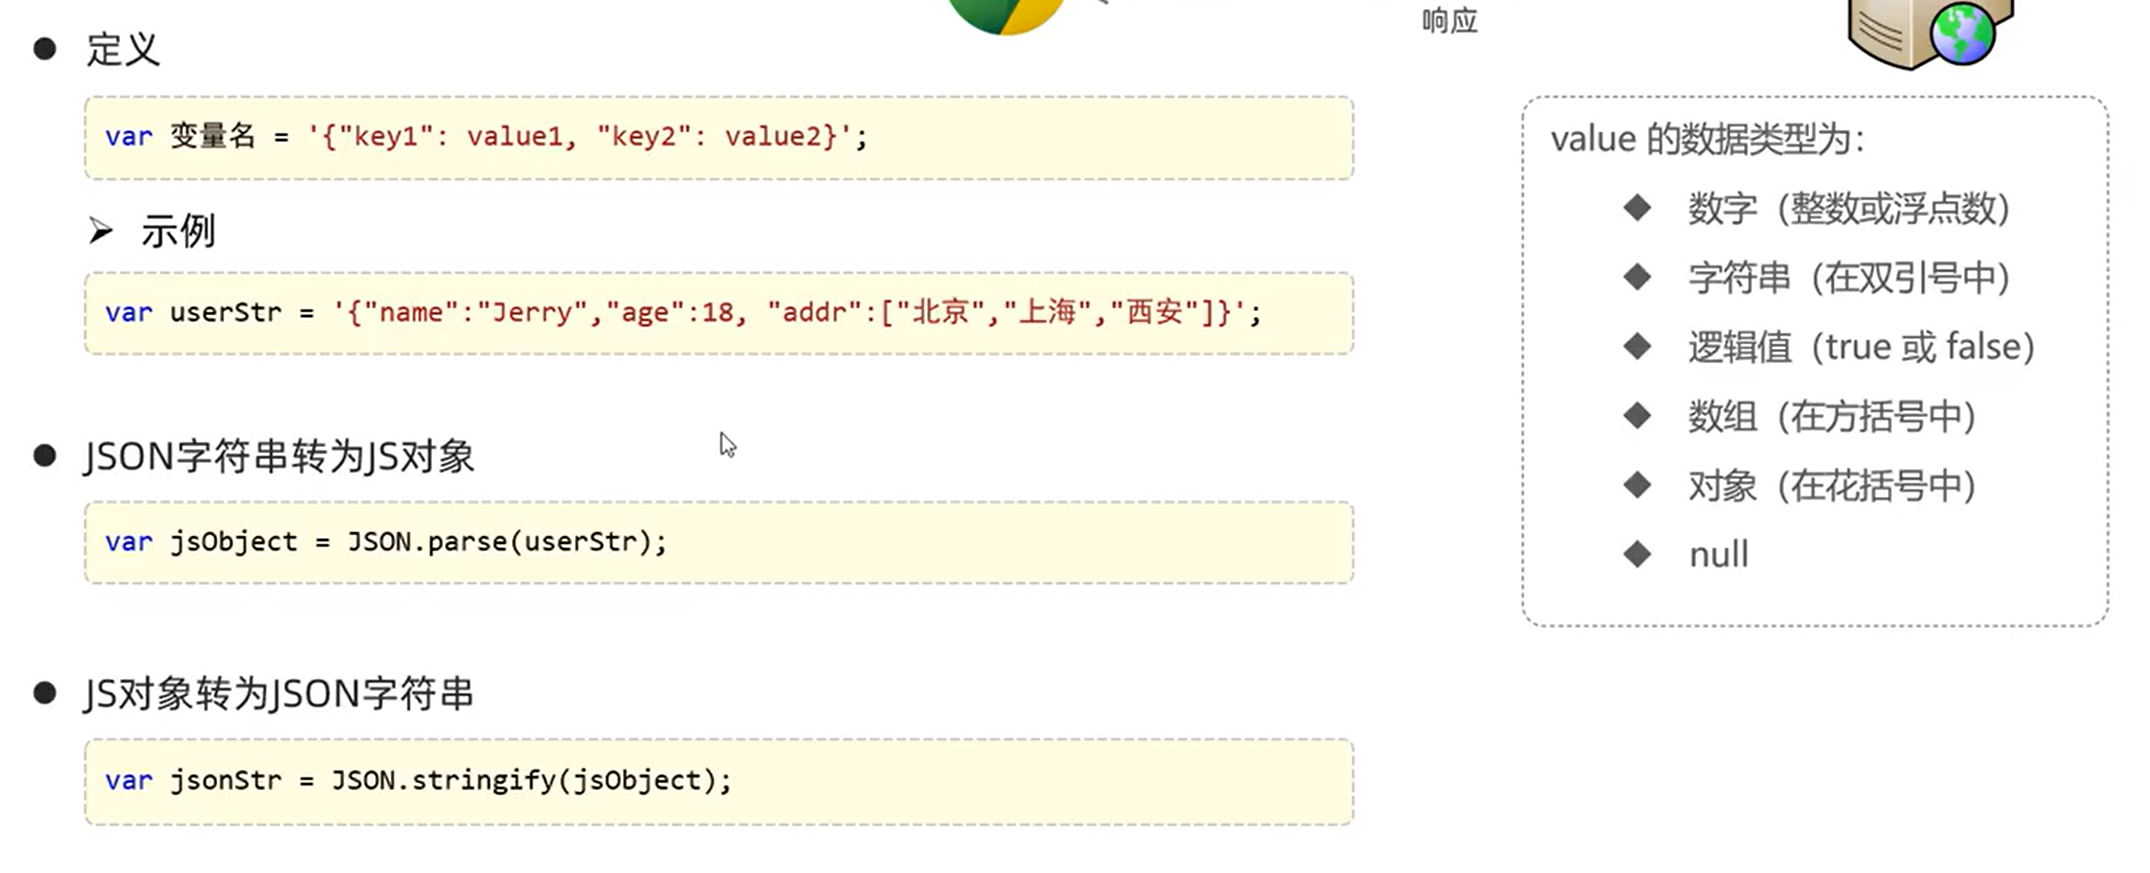 响应
定义
var 变量名 = '{"key1": value1, "key2": value2}';
示例
var userStr = '{"name":"Jerry","age":18, "addr":["北京","上海","西安"]}';
JSON字符串转为JS对象
var jsObject = JSON.parse(userStr);
JS对象转为JSON字符串
var jsonStr = JSON.stringify(jsObject);
value 的数据类型为：
数字（整数或浮点数）
字符串（在双引号中）
逻辑值（true 或 false）
数组（在方括号中）
对象（在花括号中）
null